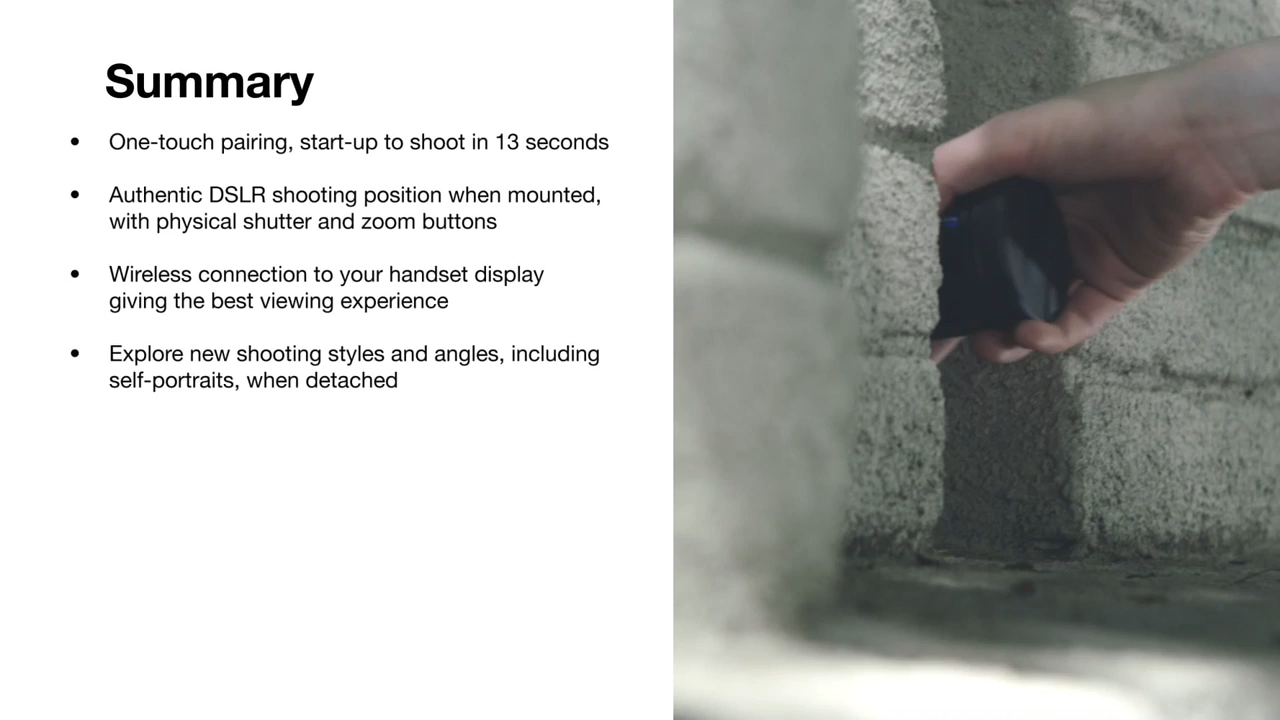 Summary
• One-touch pairing, start-up to shoot in 13 seconds
• Authentic DSLR shooting position when mounted,
with physical shutter and zoom buttons
• Wireless connection to your handset display
giving the best viewing experience
• Explore new shooting styles and angles, including
self-portraits, when detached